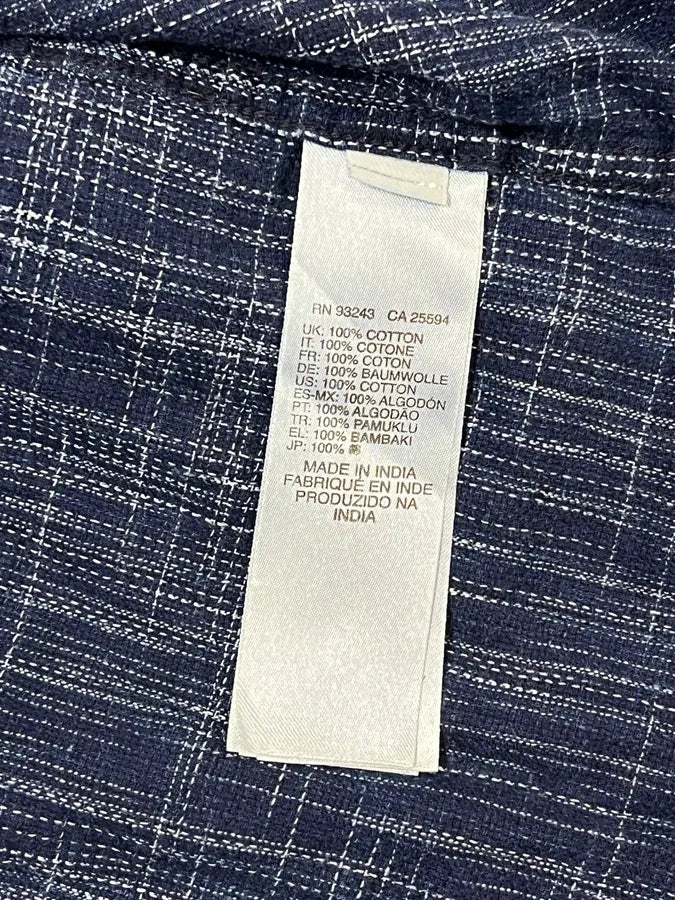 RN 93243 CA 25594
UK: 100% COTTON
IT: 100% COTONE
FR: 100% COTON
DE: 100% BAUMWOLLE
US: 100% COTTON
ES-MX: 100% ALGODÓN
PT: 100% ALGODÃO
TR: 100% PAMUKLU
EL: 100% BAMBAKI
JP: 100%
MADE IN INDIA
FABRIQUÉ EN INDE
PRODUZIDO NA
INDIA